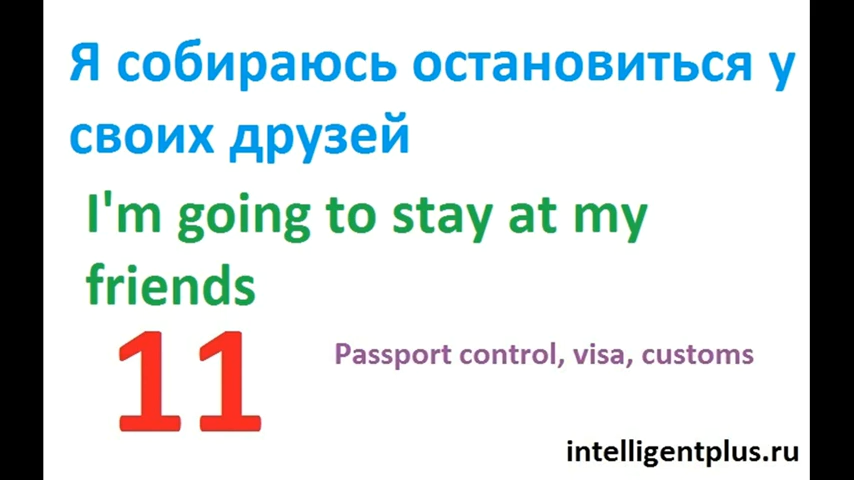 Я собираюсь остановиться у
своих друзей
I'm going to stay at my
friends
11
Passport control, visa, customs
intelligentplus.ru